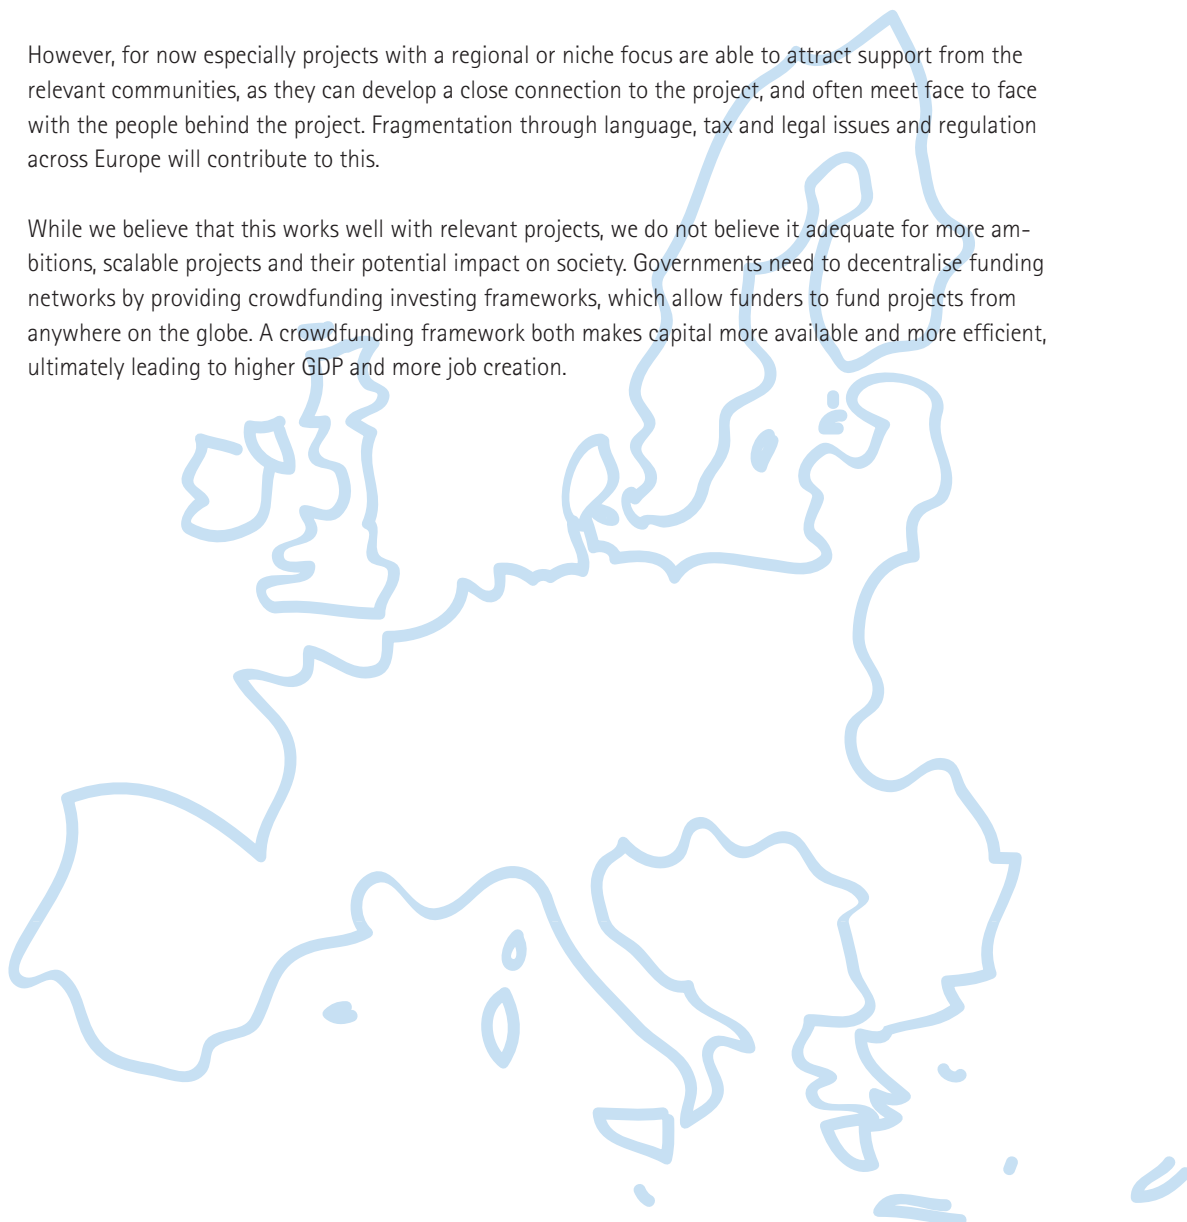 However, for now especially projects with a regional or niche focus are able to attract support from the
relevant communities, as they can develop a close connection to the project, and often meet face to face
with the people behind the project. Fragmentation through language, tax and legal issues and regulation
across Europe will contribute to this.
While we believe that this works well with relevant projects, we do not believe it adequate for more am-
bitions, scalable projects and their potential impact on society. Governments need to decentralise funding
networks by providing crowdfunding investing frameworks, which allow funders to fund projects from
anywhere on the globe. A crowdfunding framework both makes capital more available and more efficient,
ultimately leading to higher GDP and more job creation.